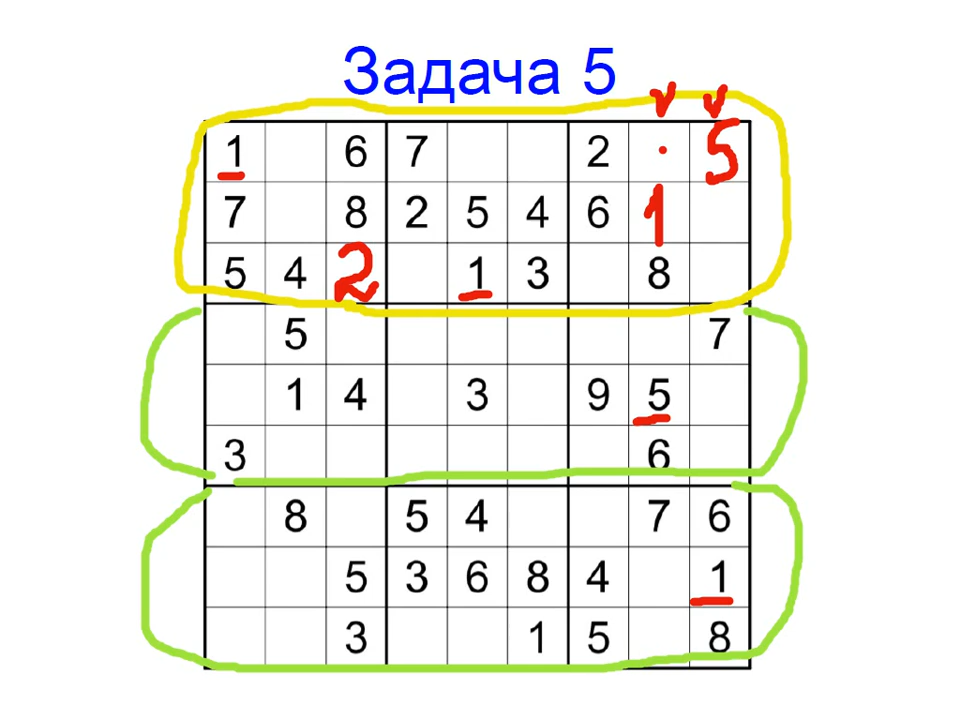 Задача 5
1 6 7 2 5
7 8 2 5 4 6 1
5 4 2 1 3 8
5 7
1 4 3 9 5
3 6
8 5 4 7 6
5 3 6 8 4 1
3 1 5 8